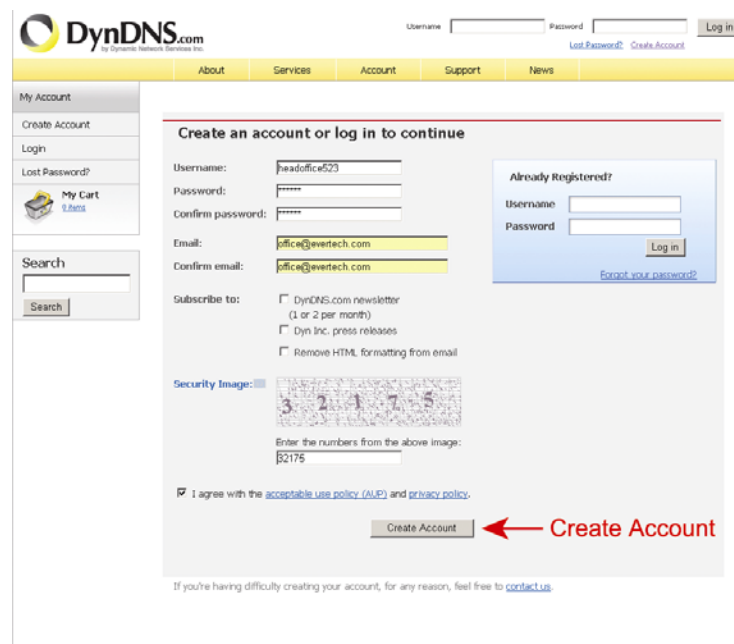 DynDNS.com
by Dynamic Network Services Inc.
Username
Password
Log in
Lost Password? Create Account
About Services Account Support News
My Account
Create Account
Login
Lost Password?
My Cart
0 items
Search
Search
Create an account or log in to continue
Username: headoffice523
Password: ******
Confirm password: ******
Email: office@evertech.com
Confirm email: office@evertech.com
Subscribe to: DynDNS.com newsletter
(1 or 2 per month)
Dyn Inc. press releases
Remove HTML formatting from email
Security Image:
3 2 1 7 5
Enter the numbers from the above image:
32175
I agree with the acceptable use policy (AUP) and privacy policy.
Create Account
Create Account
Already Registered?
Username
Password
Log in
Forgot your password?
If you're having difficulty creating your account, for any reason, feel free to contact us.